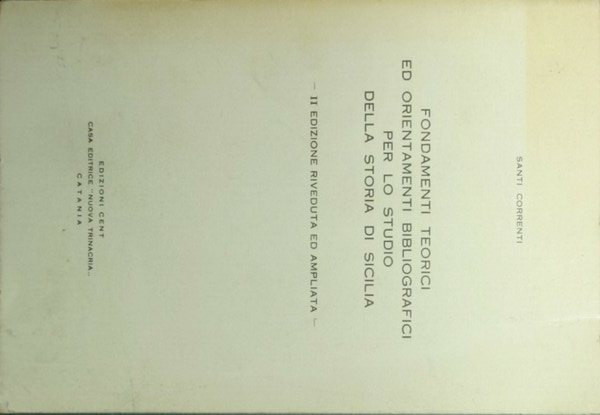 SANTI CORRENTI
FONDAMENTI TEORICI
ED ORIENTAMENTI BIBLIOGRAFICI
PER LO STUDIO
DELLA STORIA DI SICILIA
— II EDIZIONE RIVEDUTA ED AMPLIATA —
EDIZIONI CENT
CASA EDITRICE "NUOVA TRINACRIA„
CATANIA